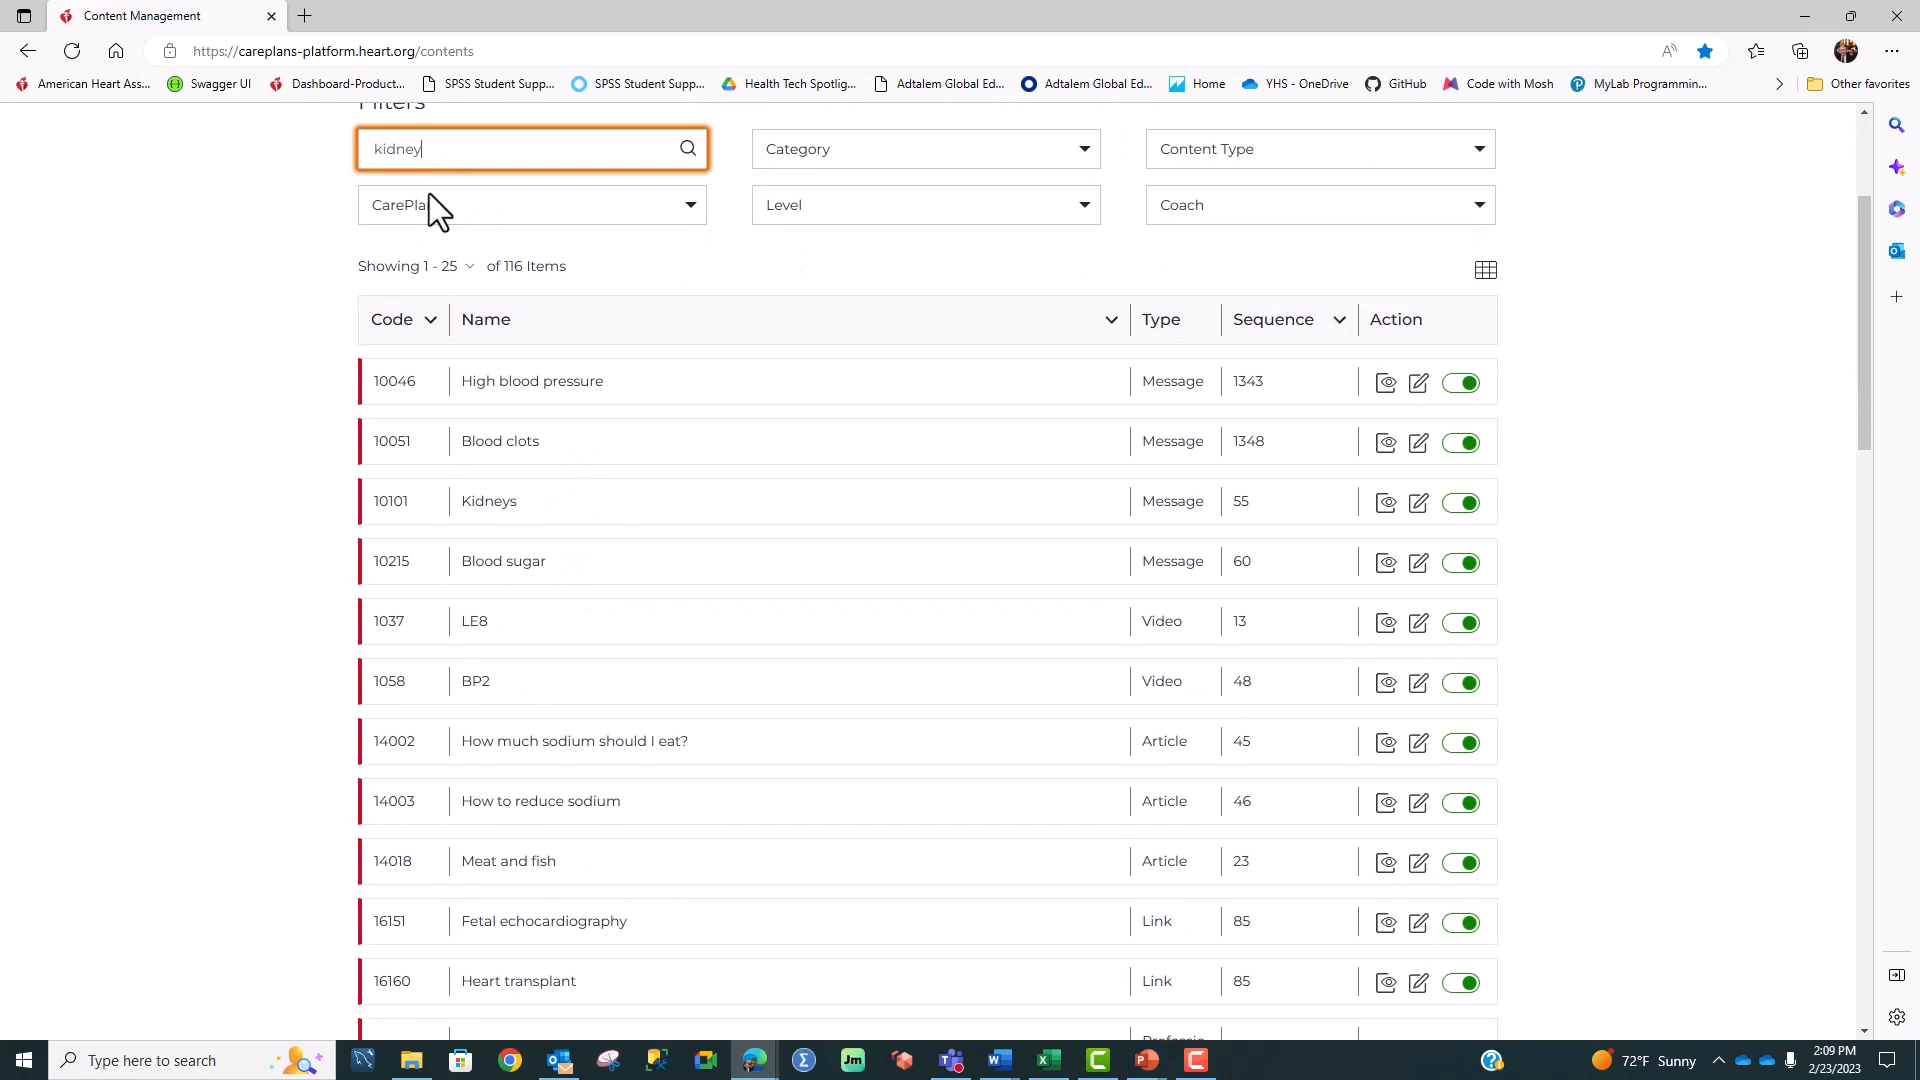 Content Management
https://careplans-platform.heart.org/contents
American Heart Ass... Swagger UI Dashboard-Product... SPSS Student Supp... SPSS Student Supp... Health Tech Spotlig... Adtalem Global Ed... Adtalem Global Ed... Home YHS - OneDrive GitHub Code with Mosh MyLab Programmin... Other favorites
Filters
kidney Category Content Type
CarePla Level Coach
Showing 1 - 25 of 116 Items
Code Name Type Sequence Action
10046 High blood pressure Message 1343
10051 Blood clots Message 1348
10101 Kidneys Message 55
10215 Blood sugar Message 60
1037 LE8 Video 13
1058 BP2 Video 48
14002 How much sodium should I eat? Article 45
14003 How to reduce sodium Article 46
14018 Meat and fish Article 23
16151 Fetal echocardiography Link 85
16160 Heart transplant Link 85
Professio
Type here to search 72°F Sunny 2:09 PM
2/23/2023